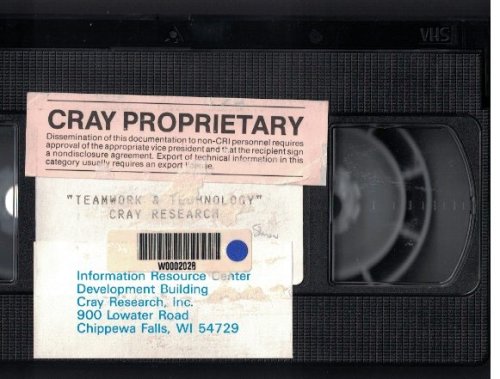 VHS
CRAY PROPRIETARY
Dissemination of this documentation to non-CRI personnel requires
approval of the appropriate vice president and that the recipient sign
a nondisclosure agreement. Export of technical information in this
category usually requires an export license.
"TEAMWORK & TECHNOLOGY"
CRAY RESEARCH
W0002028
Information Resource Center
Development Building
Cray Research, Inc.
900 Lowater Road
Chippewa Falls, WI 54729